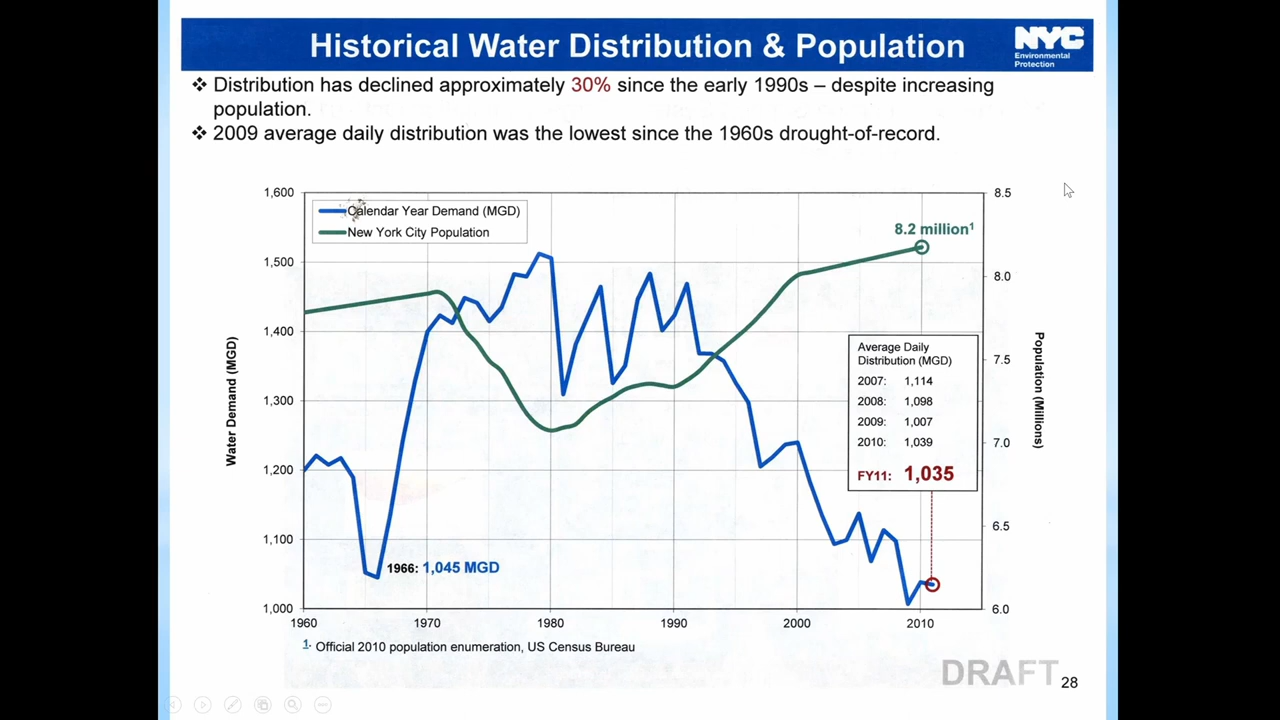 Historical Water Distribution & Population
NYC
Environmental
Protection
❖ Distribution has declined approximately 30% since the early 1990s – despite increasing
population.
❖ 2009 average daily distribution was the lowest since the 1960s drought-of-record.
1,600
8.5
Calendar Year Demand (MGD)
New York City Population
8.2 million¹
1,500
8.0
1,400
7.5
1,300
7.0
1,200
6.5
1,100
1,000
6.0
Water Demand (MGD)
Population (Millions)
Average Daily
Distribution (MGD)
2007: 1,114
2008: 1,098
2009: 1,007
2010: 1,039
FY11: 1,035
1966: 1,045 MGD
1960 1970 1980 1990 2000 2010
1. Official 2010 population enumeration, US Census Bureau
DRAFT
28